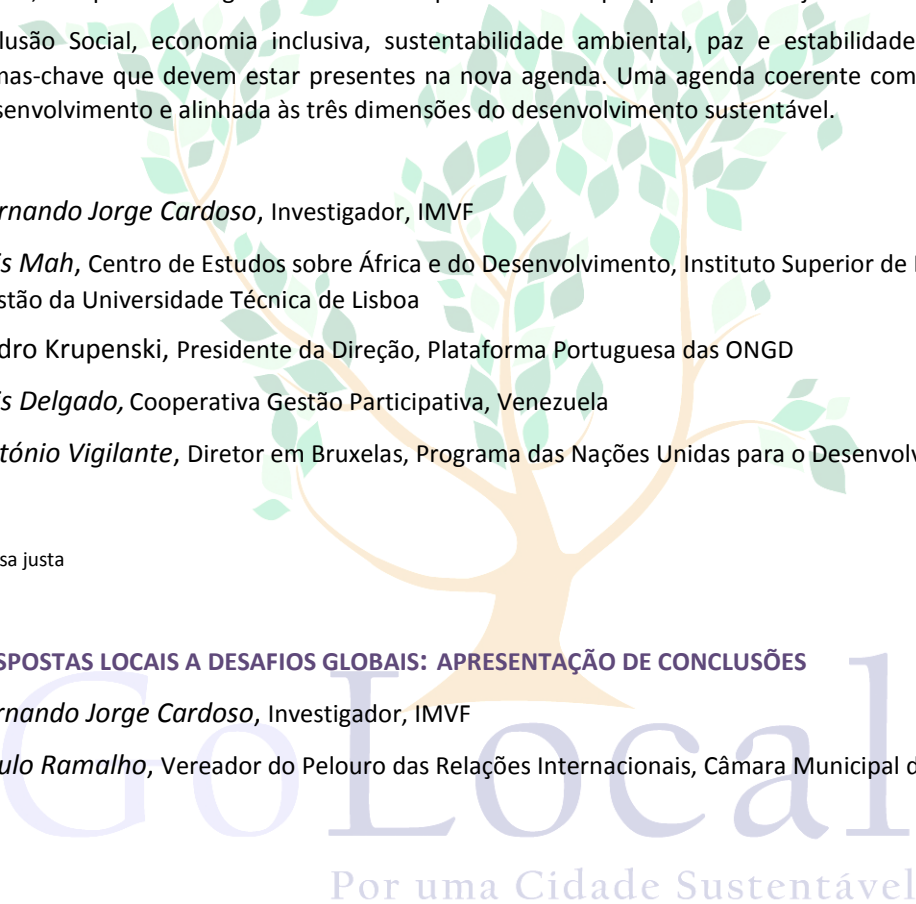 lusão Social, economia inclusiva, sustentabilidade ambiental, paz e estabilidade
nas-chave que devem estar presentes na nova agenda. Uma agenda coerente com
senvolvimento e alinhada às três dimensões do desenvolvimento sustentável.
rnando Jorge Cardoso, Investigador, IMVF
s Mah, Centro de Estudos sobre África e do Desenvolvimento, Instituto Superior de
stão da Universidade Técnica de Lisboa
dro Krupenski, Presidente da Direção, Plataforma Portuguesa das ONGD
s Delgado, Cooperativa Gestão Participativa, Venezuela
tónio Vigilante, Diretor em Bruxelas, Programa das Nações Unidas para o Desenvolv
sa justa
SPOSTAS LOCAIS A DESAFIOS GLOBAIS: APRESENTAÇÃO DE CONCLUSÕES
rnando Jorge Cardoso, Investigador, IMVF
ulo Ramalho, Vereador do Pelouro das Relações Internacionais, Câmara Municipal d
GoLocal
Por uma Cidade Sustentável